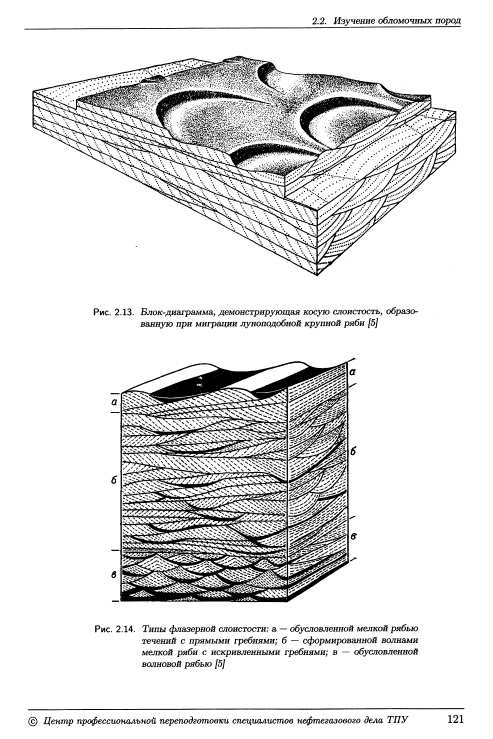 2.2. Изучение обломочных пород
Рис. 2.13. Блок-диаграмма, демонстрирующая косую слоистость, образо-
ванную при миграции луноподобной крупной ряби [5]
а
б
в
а
б
в
Рис. 2.14. Типы флазерной слоистости: а — обусловленной мелкой рябью
течений с прямыми гребнями; б — сформированной волнами
мелкой ряби с искривленными гребнями; в — обусловленной
волновой рябью [5]
© Центр профессиональной переподготовки специалистов нефтегазового дела ТПУ 121